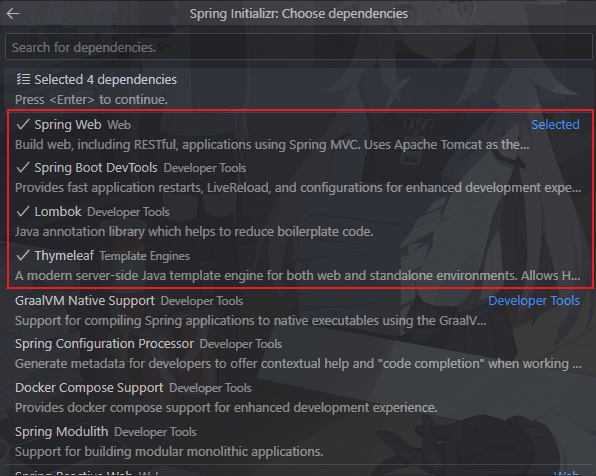 Spring Initializr: Choose dependencies
Search for dependencies.
Selected 4 dependencies
Press <Enter> to continue.
Spring Web Web Selected
Build web, including RESTful, applications using Spring MVC. Uses Apache Tomcat as the...
Spring Boot DevTools Developer Tools
Provides fast application restarts, LiveReload, and configurations for enhanced development expe...
Lombok Developer Tools
Java annotation library which helps to reduce boilerplate code.
Thymeleaf Template Engines
A modern server-side Java template engine for both web and standalone environments. Allows H...
GraalVM Native Support Developer Tools Developer Tools
Support for compiling Spring applications to native executables using the GraalV...
Spring Configuration Processor Developer Tools
Generate metadata for developers to offer contextual help and "code completion" when working ...
Docker Compose Support Developer Tools
Provides docker compose support for enhanced development experience.
Spring Modulith Developer Tools
Support for building modular monolithic applications.
Spring Reactive Web Web Web